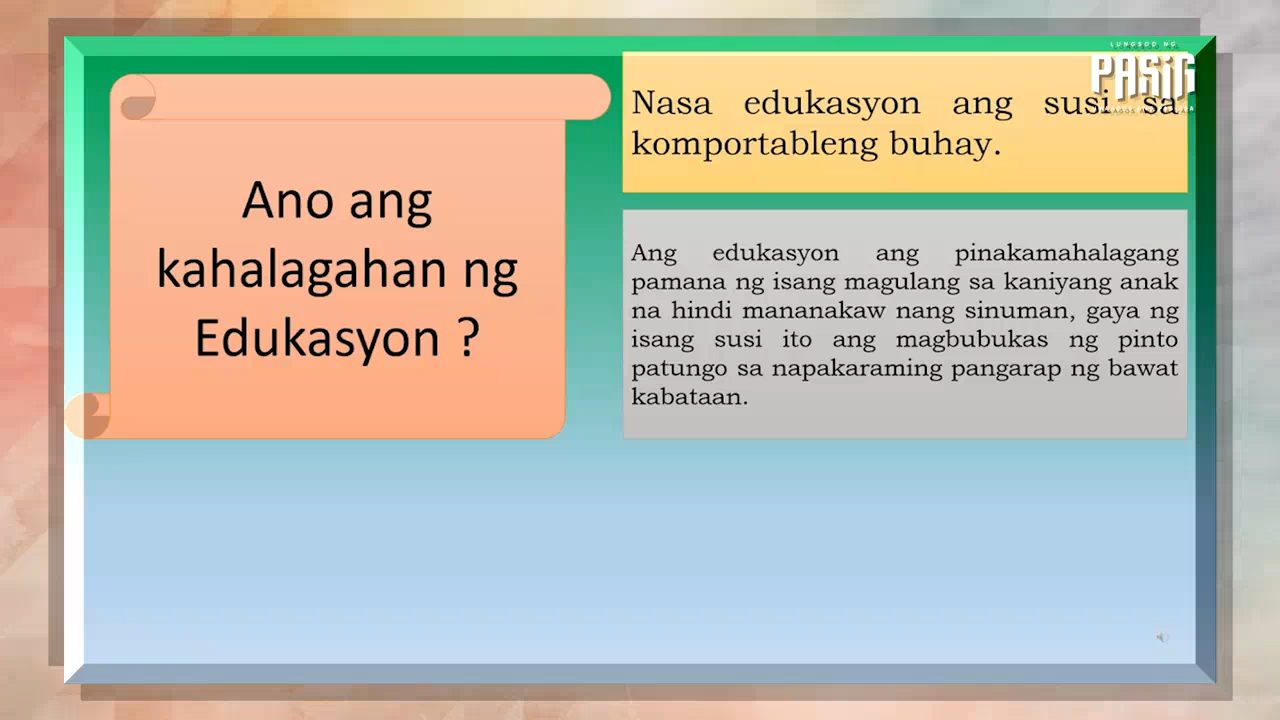 Ano ang
kahalagahan ng
Edukasyon ?
LUNGSOD NG
PASIG
Nasa edukasyon ang susi sa
komportableng buhay.
Ang edukasyon ang pinakamahalagang
pamana ng isang magulang sa kaniyang anak
na hindi mananakaw nang sinuman, gaya ng
isang susi ito ang magbubukas ng pinto
patungo sa napakaraming pangarap ng bawat
kabataan.